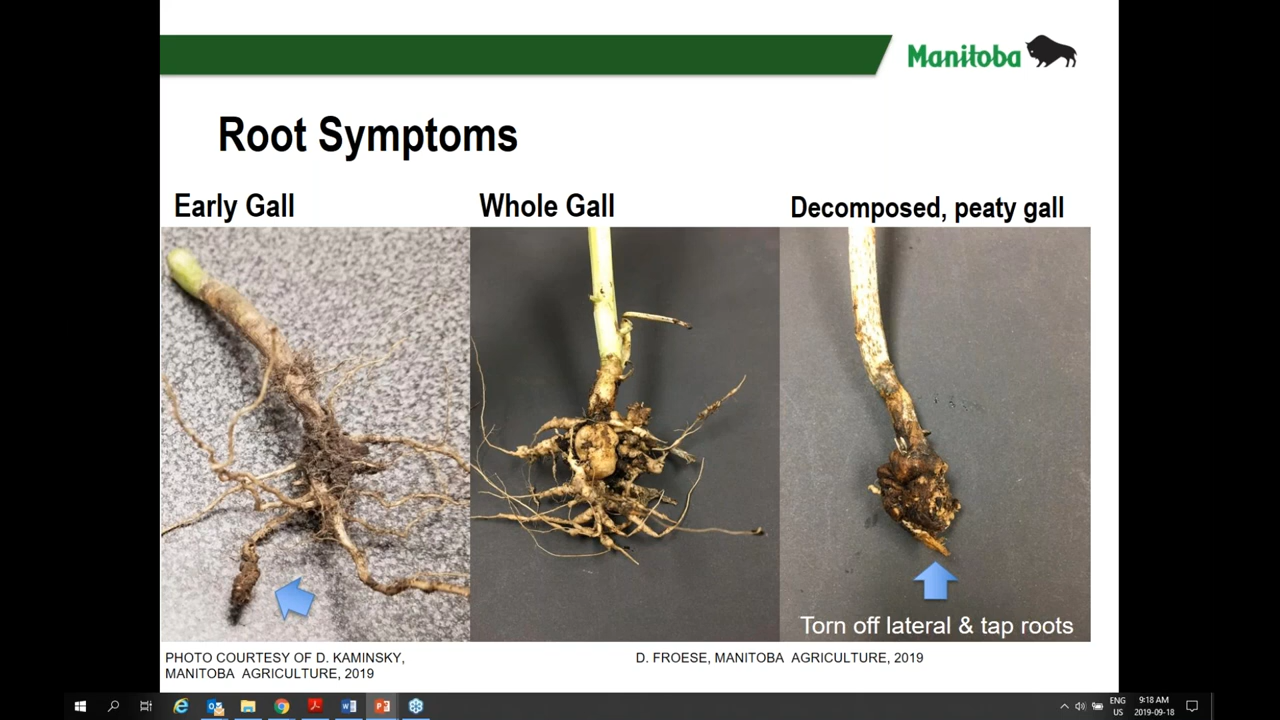 Manitoba
Root Symptoms
Early Gall
Whole Gall
Decomposed, peaty gall
Torn off lateral & tap roots
PHOTO COURTESY OF D. KAMINSKY,
MANITOBA AGRICULTURE, 2019
D. FROESE, MANITOBA AGRICULTURE, 2019
ENG
US
9:18 AM
2019-09-18